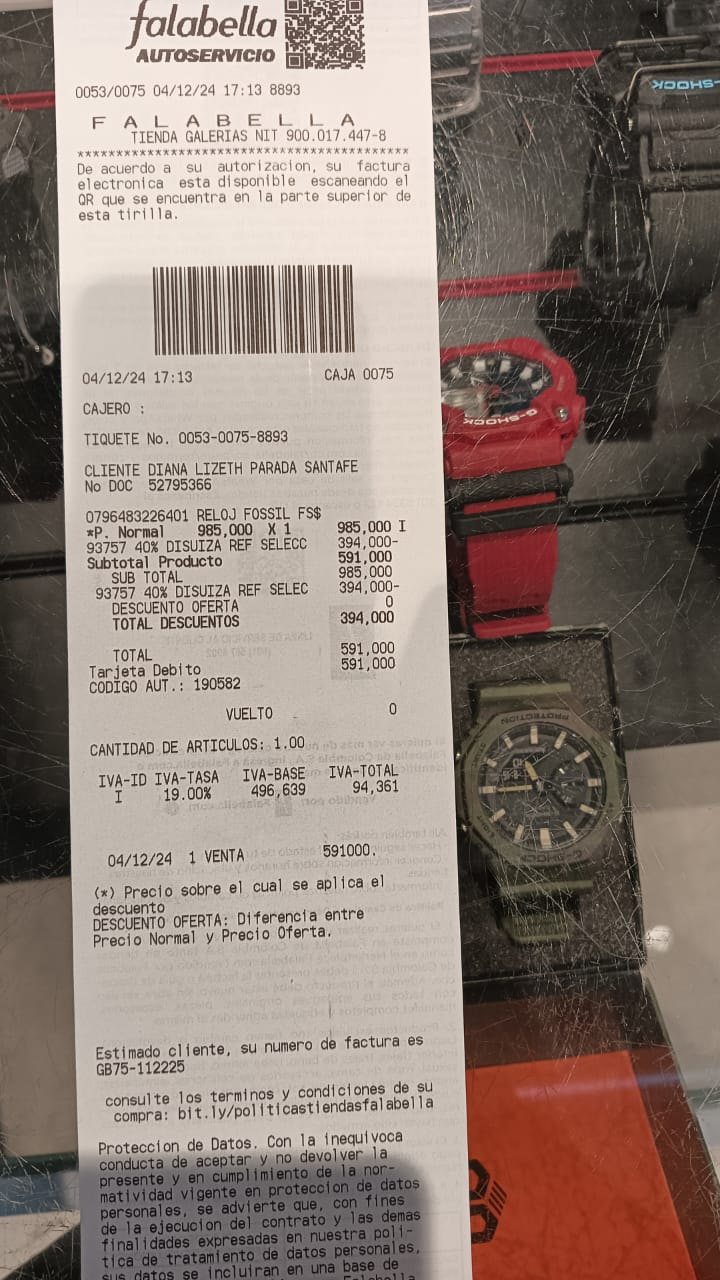 falabella
AUTOSERVICIO
0053/0075 04/12/24 17:13 8893
F A L A B E L L A
TIENDA GALERIAS NIT 900.017.447-8
*****************************************
De acuerdo a su autorizacion, su factura
electronica esta disponible escaneando el
QR que se encuentra en la parte superior de
esta tirilla.
04/12/24 17:13 CAJA 0075
CAJERO :
TIQUETE No. 0053-0075-8893
CLIENTE DIANA LIZETH PARADA SANTAFE
No DOC 52795366
0796483226401 RELOJ FOSSIL FS$
*P. Normal 985,000 X 1 985,000 I
93757 40% DISUIZA REF SELECC 394,000-
Subtotal Producto 591,000
SUB TOTAL 985,000
93757 40% DISUIZA REF SELEC 394,000-
DESCUENTO OFERTA 0
TOTAL DESCUENTOS 394,000
TOTAL 591,000
Tarjeta Debito 591,000
CODIGO AUT.: 190582
VUELTO 0
CANTIDAD DE ARTICULOS: 1.00
IVA-ID IVA-TASA IVA-BASE IVA-TOTAL
I 19.00% 496,639 94,361
04/12/24 1 VENTA 591000.
(*) Precio sobre el cual se aplica el
descuento
DESCUENTO OFERTA: Diferencia entre
Precio Normal y Precio Oferta.
Estimado cliente, su numero de factura es
GB75-112225
consulte los terminos y condiciones de su
compra: bit.ly/politicastiendasfalabella
Proteccion de Datos. Con la inequivoca
conducta de aceptar y no devolver la
presente y en cumplimiento de la nor-
matividad vigente en proteccion de datos
personales, se advierte que, con fines
de la ejecucion del contrato y las demas
finalidades expresadas en nuestra poli-
tica de tratamiento de datos personales,
sus datos se incluiran en una base de
G-SHOCK
G-SHOCK
PROTECTION
G-SHOCK